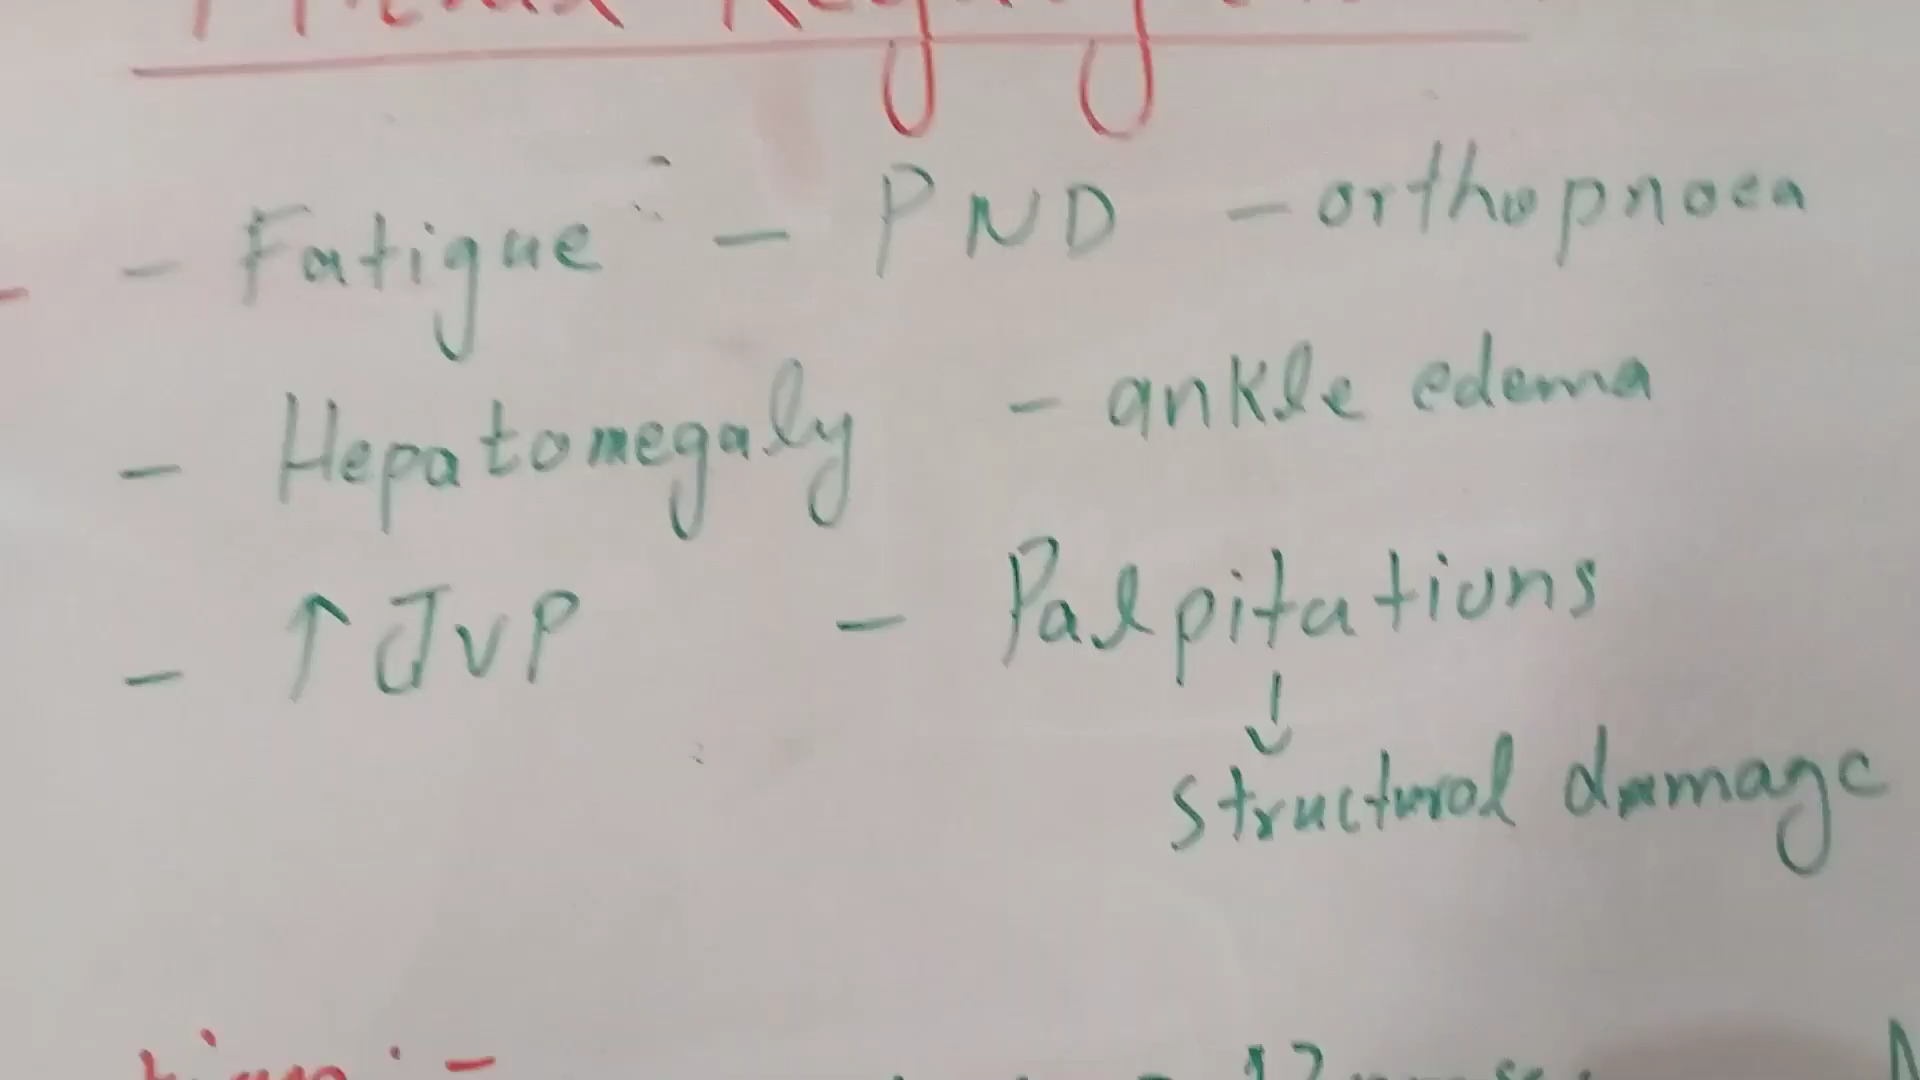 - Fatigue - PND - orthopnoea
- Hepatomegaly - ankle edema
- ↑ JVP - Palpitations
↓
structural damage